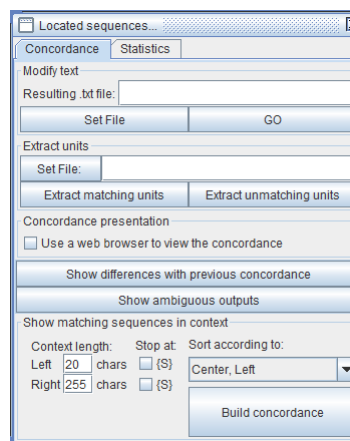 Located sequences...
Concordance Statistics
Modify text
Resulting .txt file:
Set File GO
Extract units
Set File:
Extract matching units Extract unmatching units
Concordance presentation
Use a web browser to view the concordance
Show differences with previous concordance
Show ambiguous outputs
Show matching sequences in context
Context length: Stop at: Sort according to:
Left 20 chars {S} Center, Left
Right 255 chars {S}
Build concordance